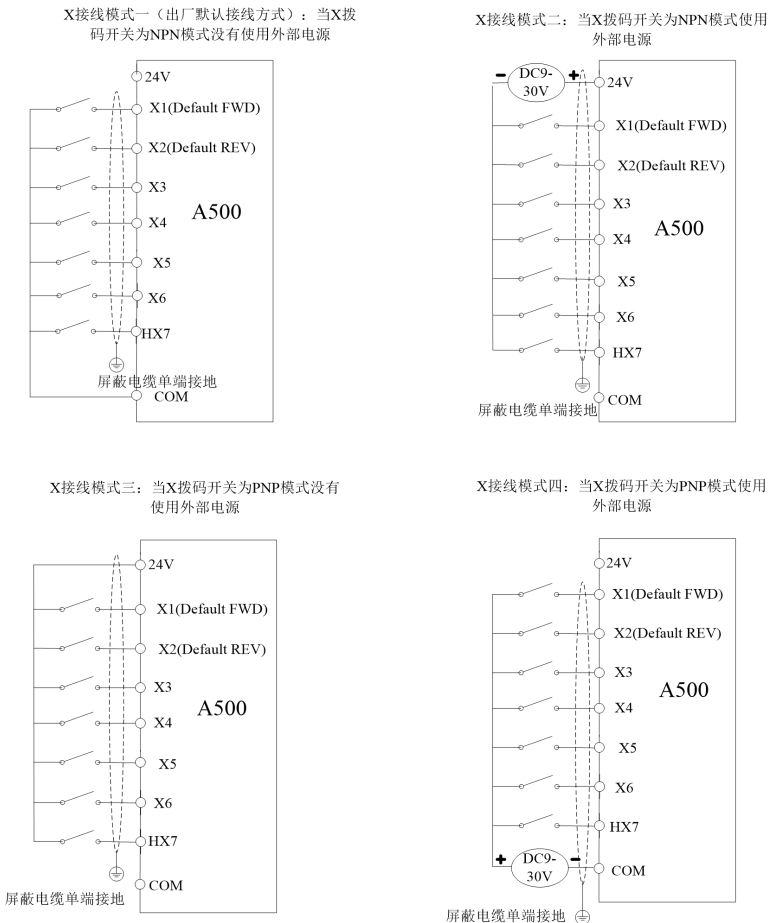 X接线模式一（出厂默认接线方式）：当X拨
码开关为NPN模式没有使用外部电源
24V
X1(Default FWD)
X2(Default REV)
X3
A500
X4
X5
X6
HX7
屏蔽电缆单端接地
COM
X接线模式二：当X拨码开关为NPN模式使用
外部电源
DC9-
30V
24V
X1(Default FWD)
X2(Default REV)
X3
A500
X4
X5
X6
HX7
COM
屏蔽电缆单端接地
X接线模式三：当X拨码开关为PNP模式没有
使用外部电源
24V
X1(Default FWD)
X2(Default REV)
X3
A500
X4
X5
X6
HX7
COM
屏蔽电缆单端接地
X接线模式四：当X拨码开关为PNP模式使用
外部电源
24V
X1(Default FWD)
X2(Default REV)
X3
A500
X4
X5
X6
HX7
DC9-
30V
COM
屏蔽电缆单端接地